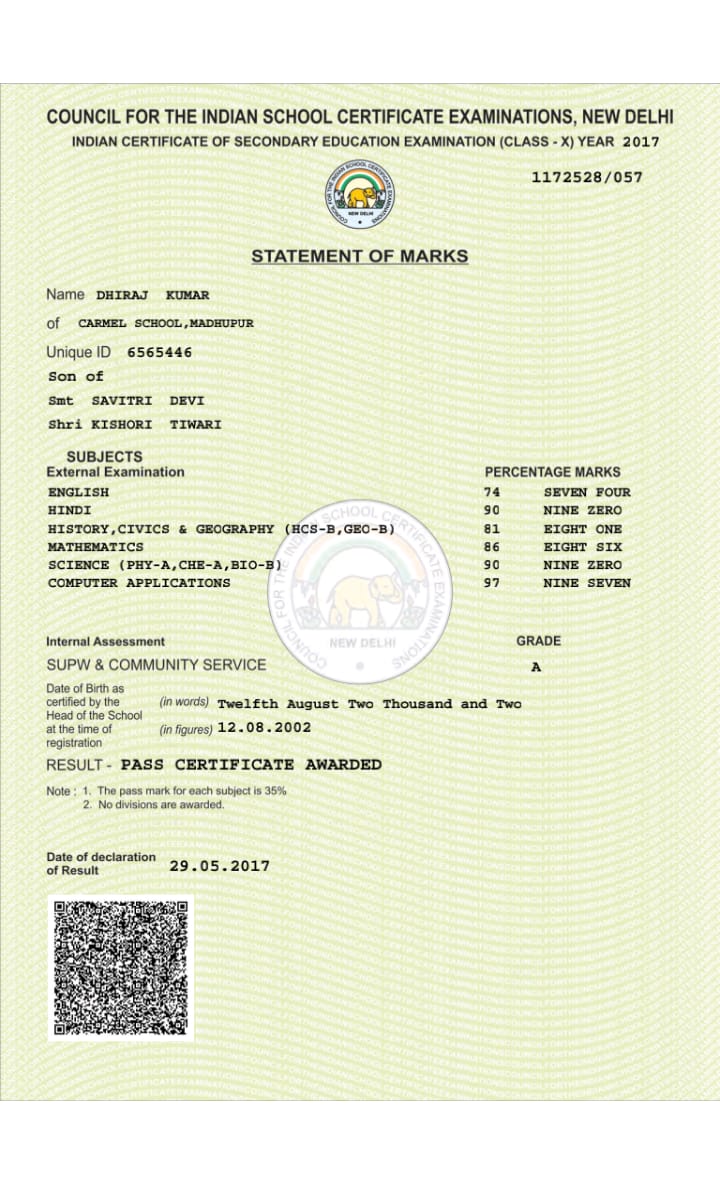 COUNCIL FOR THE INDIAN SCHOOL CERTIFICATE EXAMINATIONS, NEW DELHI
INDIAN CERTIFICATE OF SECONDARY EDUCATION EXAMINATION (CLASS - X) YEAR 2017
1172528/057
COUNCIL FOR THE INDIAN SCHOOL CERTIFICATE EXAMINATIONS
NEW DELHI
STATEMENT OF MARKS
Name DHIRAJ KUMAR
of CARMEL SCHOOL,MADHUPUR
Unique ID 6565446
Son of
Smt SAVITRI DEVI
Shri KISHORI TIWARI
SUBJECTS
External Examination PERCENTAGE MARKS
ENGLISH 74 SEVEN FOUR
HINDI 90 NINE ZERO
HISTORY,CIVICS & GEOGRAPHY (HCS-B,GEO-B) 81 EIGHT ONE
MATHEMATICS 86 EIGHT SIX
SCIENCE (PHY-A,CHE-A,BIO-B) 90 NINE ZERO
COMPUTER APPLICATIONS 97 NINE SEVEN
COUNCIL FOR THE INDIAN SCHOOL CERTIFICATE EXAMINATIONS
NEW DELHI
Internal Assessment GRADE
SUPW & COMMUNITY SERVICE A
Date of Birth as
certified by the (in words) Twelfth August Two Thousand and Two
Head of the School
at the time of (in figures) 12.08.2002
registration
RESULT - PASS CERTIFICATE AWARDED
Note : 1. The pass mark for each subject is 35%
2. No divisions are awarded.
Date of declaration
of Result 29.05.2017